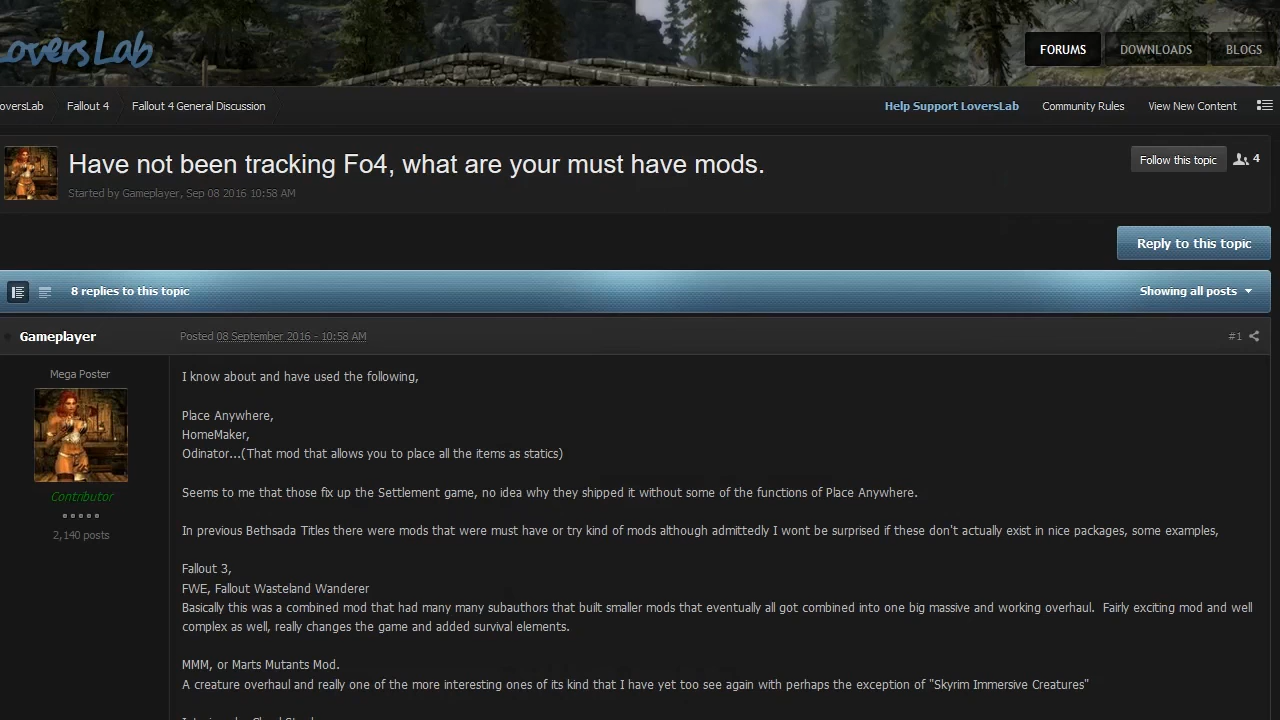 LoversLab
FORUMS
DOWNLOADS
BLOGS
oversLab
Fallout 4
Fallout 4 General Discussion
Help Support LoversLab
Community Rules
View New Content
Have not been tracking Fo4, what are your must have mods.
Started by Gameplayer, Sep 08 2016 10:58 AM
Follow this topic
4
Reply to this topic
8 replies to this topic
Showing all posts
Gameplayer
Posted 08 September 2016 - 10:58 AM
#1
Mega Poster
Contributor
2,140 posts
I know about and have used the following,
Place Anywhere,
HomeMaker,
Odinator...(That mod that allows you to place all the items as statics)
Seems to me that those fix up the Settlement game, no idea why they shipped it without some of the functions of Place Anywhere.
In previous Bethsada Titles there were mods that were must have or try kind of mods although admittedly I wont be surprised if these don't actually exist in nice packages, some examples,
Fallout 3,
FWE, Fallout Wasteland Wanderer
Basically this was a combined mod that had many many subauthors that built smaller mods that eventually all got combined into one big massive and working overhaul.  Fairly exciting mod and well
complex as well, really changes the game and added survival elements.
MMM, or Marts Mutants Mod.
A creature overhaul and really one of the more interesting ones of its kind that I have yet too see again with perhaps the exception of "Skyrim Immersive Creatures"